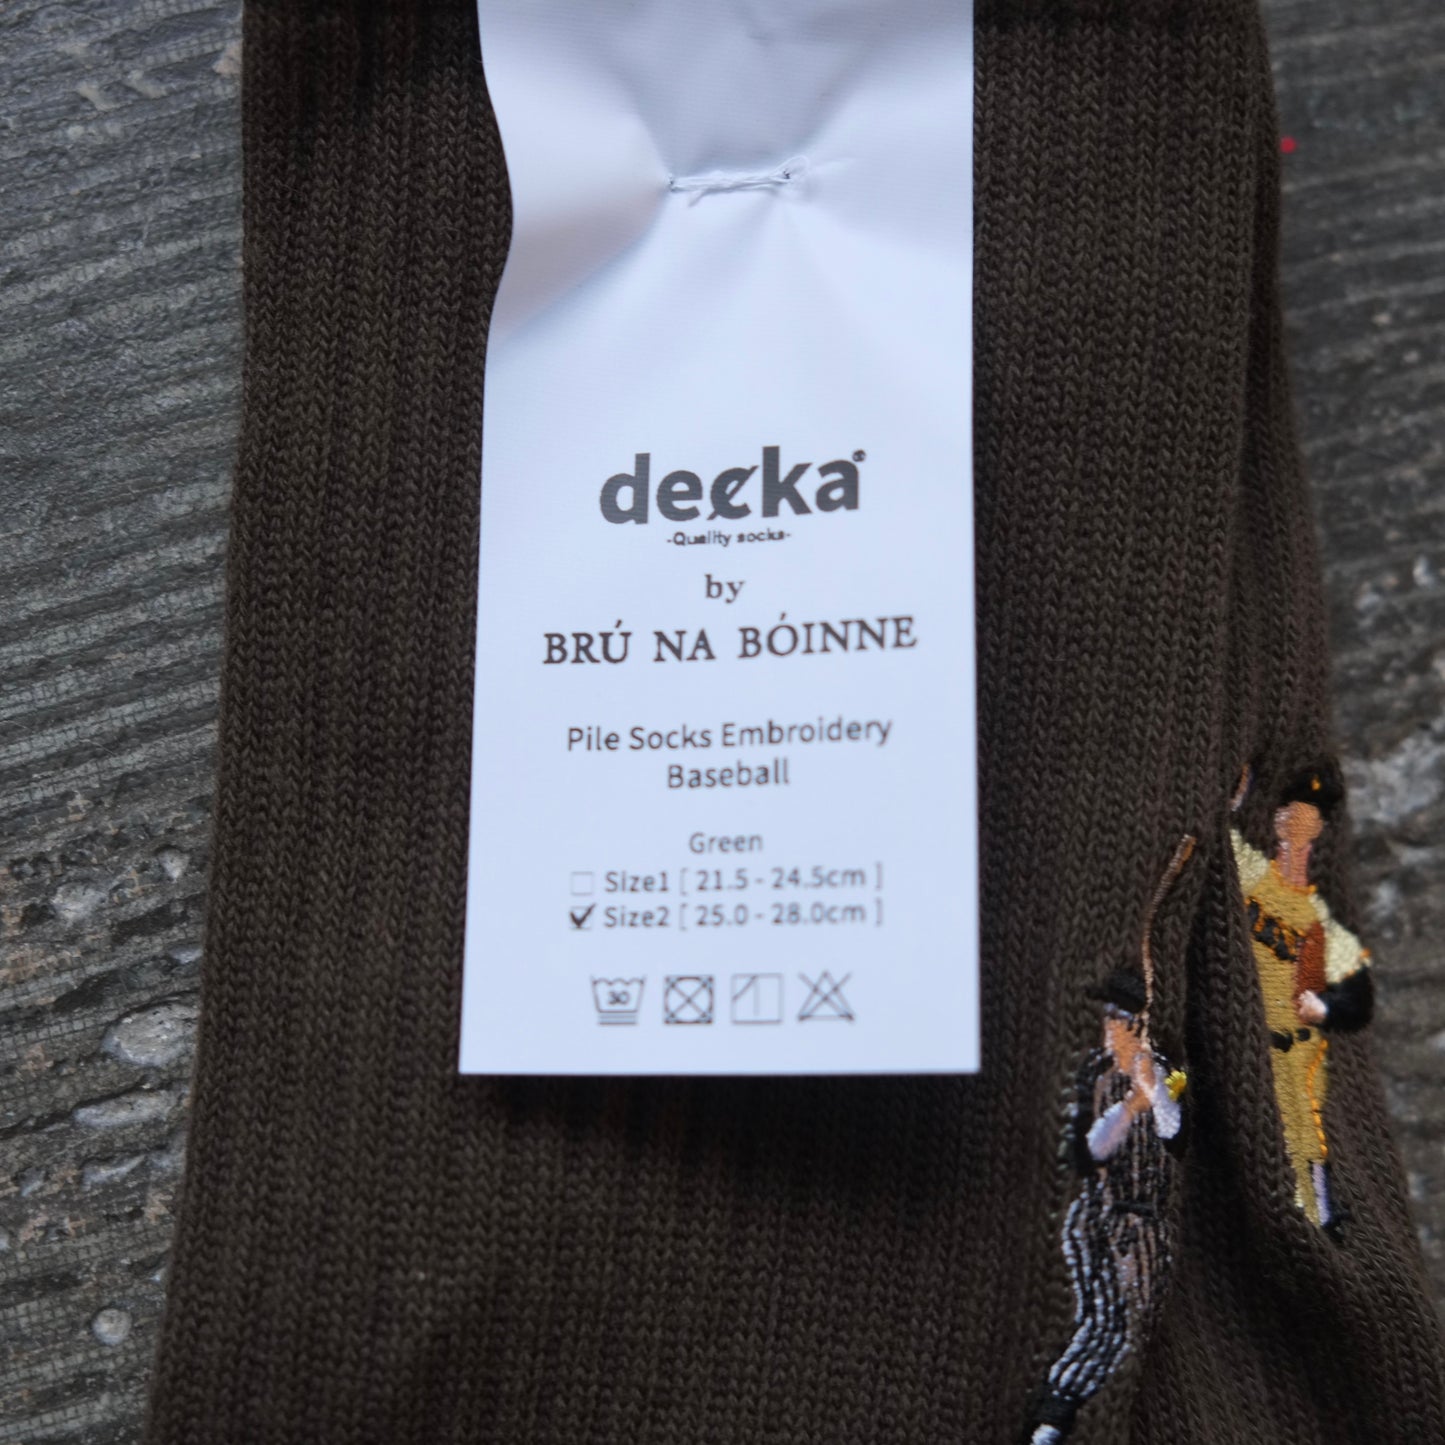 decka®
-Quality socks-
by
BRÚ NA BÓINNE
Pile Socks Embroidery
Baseball
Green
Size1 [ 21.5 - 24.5cm ]
Size2 [ 25.0 - 28.0cm ]
30